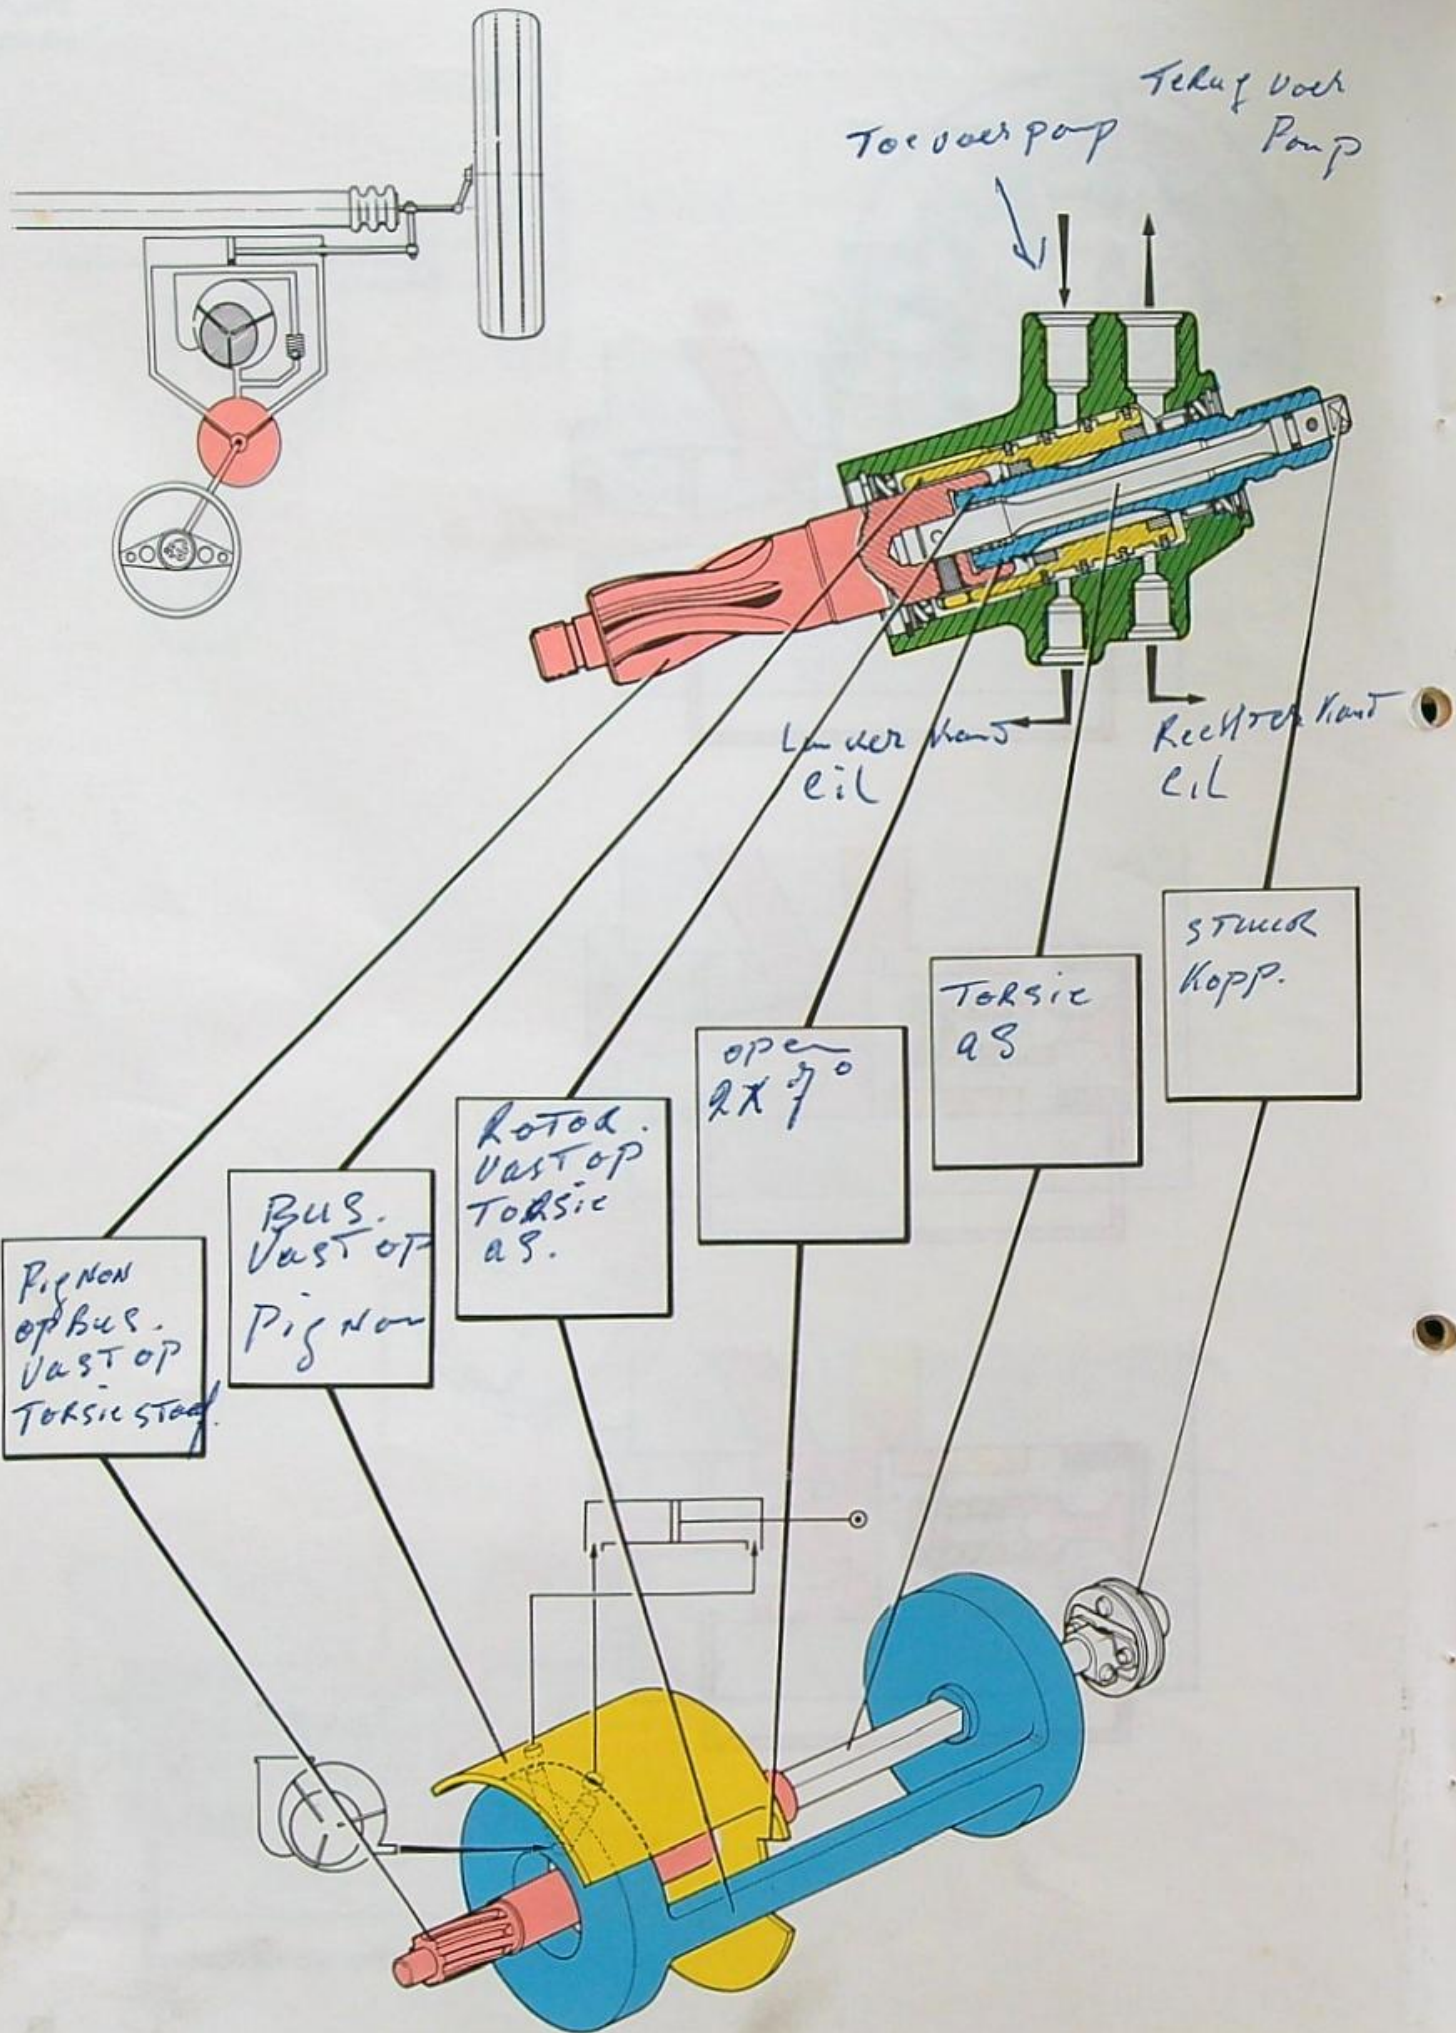 Terug voer
Pomp
Toevoer pomp
Linker kant
Cil
Rechter kant
Cil
STUUR
Kopp.
Torsie
as
open
2x 7°
Rotor.
Vast op
Torsie
as.
Bus.
Vast op
Pignon
Pignon
op Bus.
Vast op
Torsie staaf.